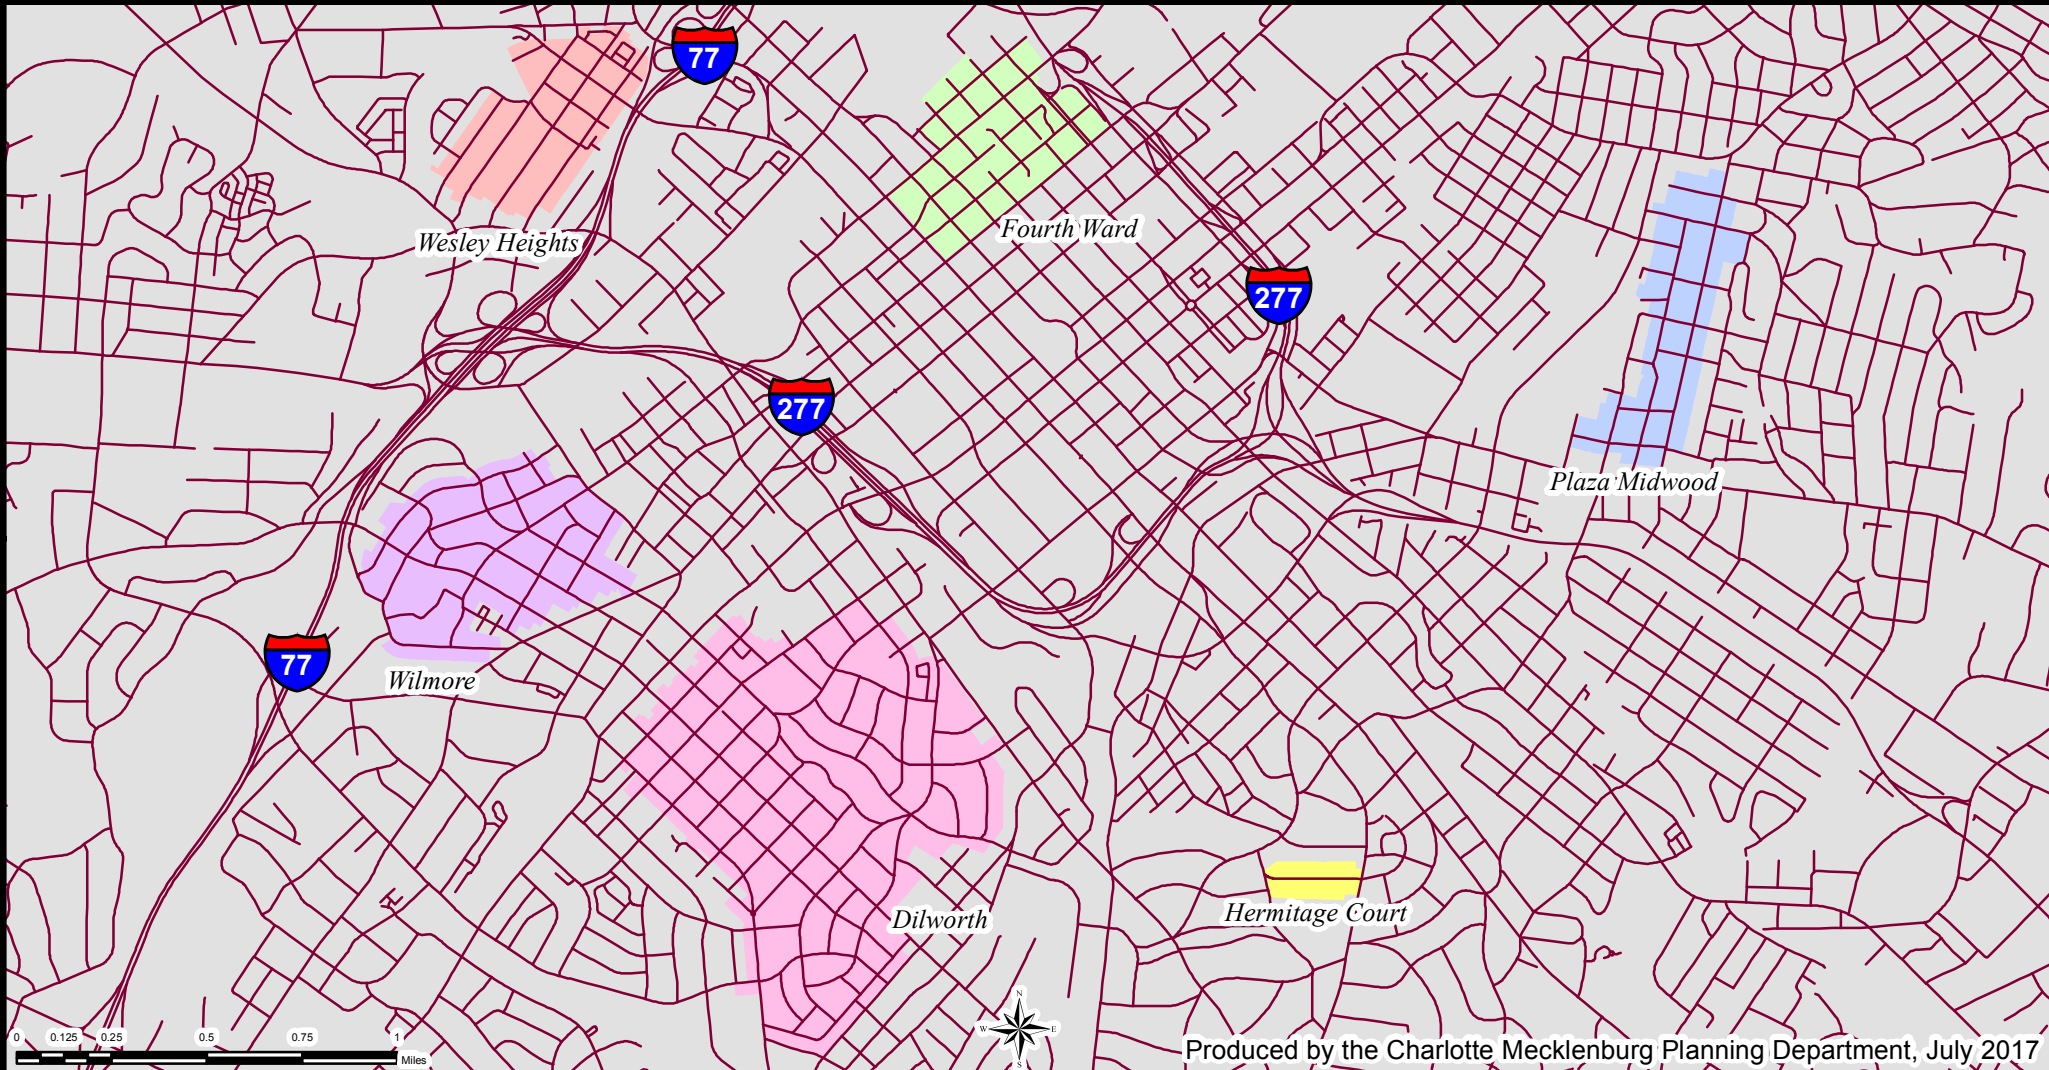 77
Wesley Heights
Fourth Ward
277
277
Plaza Midwood
77
Wilmore
Dilworth
Hermitage Court
N
W E
S
0 0.125 0.25 0.5 0.75 1
Miles
Produced by the Charlotte Mecklenburg Planning Department, July 2017